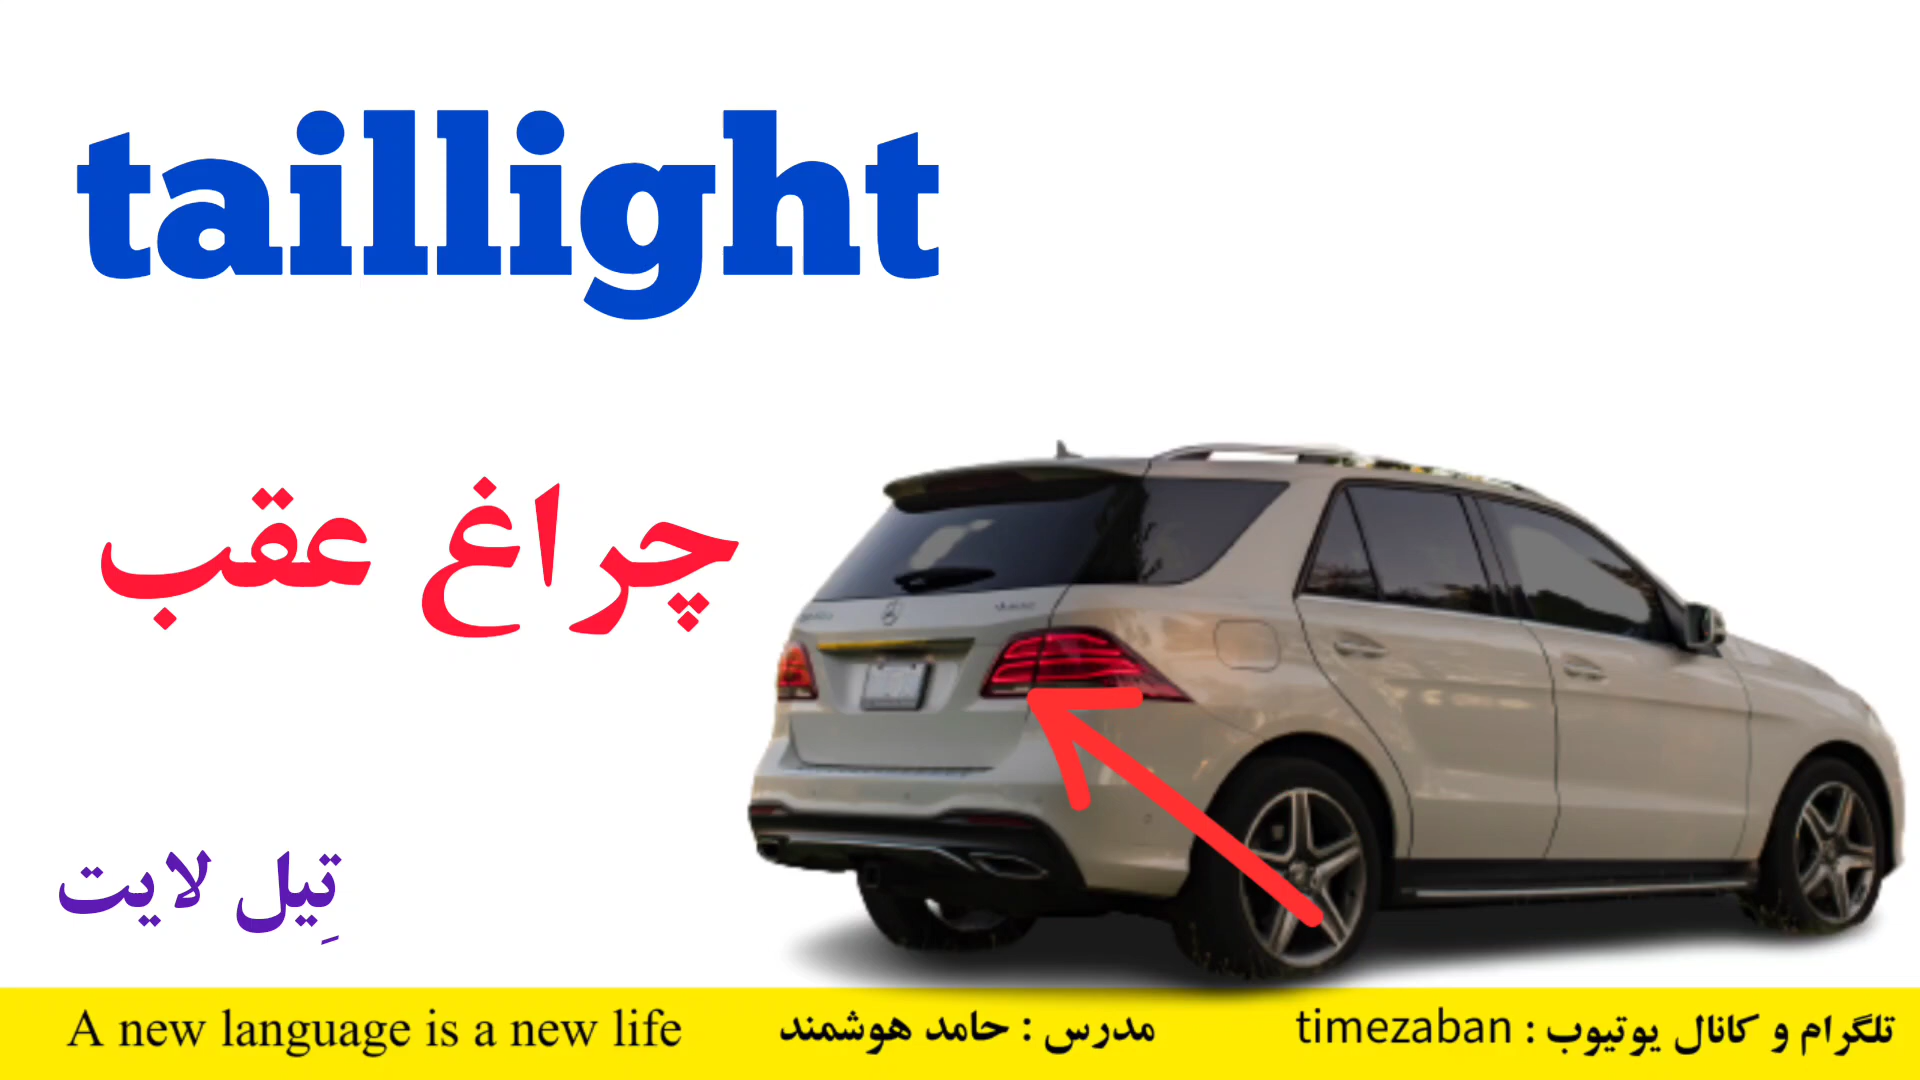 taillight
چراغ عقب
تِیل لایت
A new language is a new life
مدرس : حامد هوشمند
تلگرام و کانال یوتیوب : timezaban